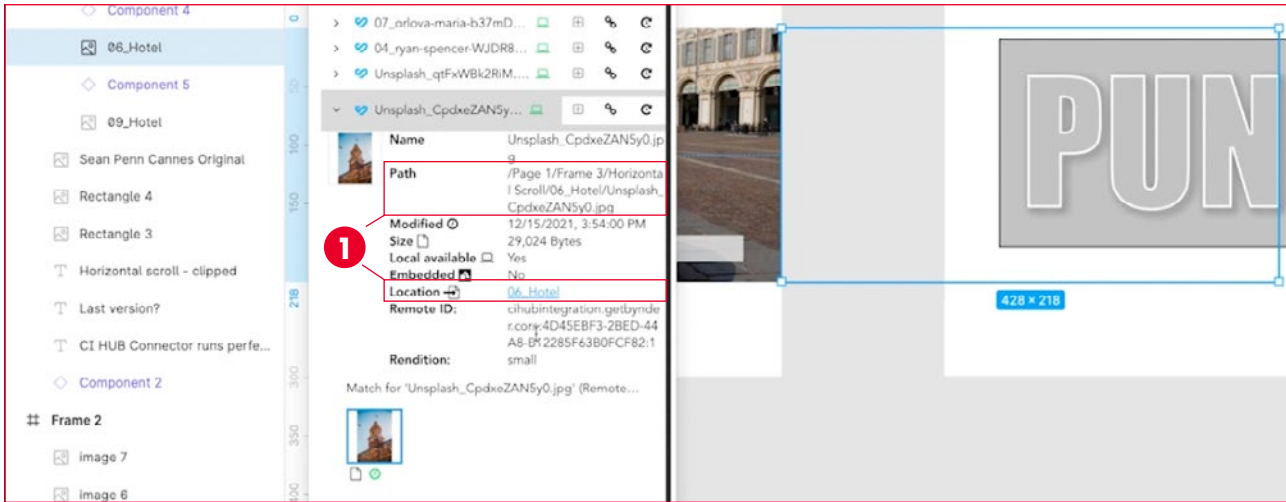 Component 4
06_Hotel
Component 5
09_Hotel
Sean Penn Cannes Original
Rectangle 4
Rectangle 3
Horizontal scroll - clipped
Last version?
CI HUB Connector runs perfe...
Component 2
Frame 2
image 7
image 6
0
50
100
150
218
300
350
400
07_orlova-maria-b37mD...
04_ryan-spencer-WJDR8...
Unsplash_qtFxWBk2RiM....
Unsplash_CpdxeZAN5y...
Name Unsplash_CpdxeZAN5y0.jp
g
Path /Page 1/Frame 3/Horizonta
l Scroll/06_Hotel/Unsplash_
CpdxeZAN5y0.jpg
1
Modified 12/15/2021, 3:54:00 PM
Size 29,024 Bytes
Local available Yes
Embedded No
Location 06_Hotel
Remote ID: cihubintegration.getbynde
r.com:4D45EBF3-2BED-44
2285F63B0FCF82:1
Rendition: small
Match for 'Unsplash_CpdxeZAN5y0.jpg' (Remote...
PUN
428 × 218